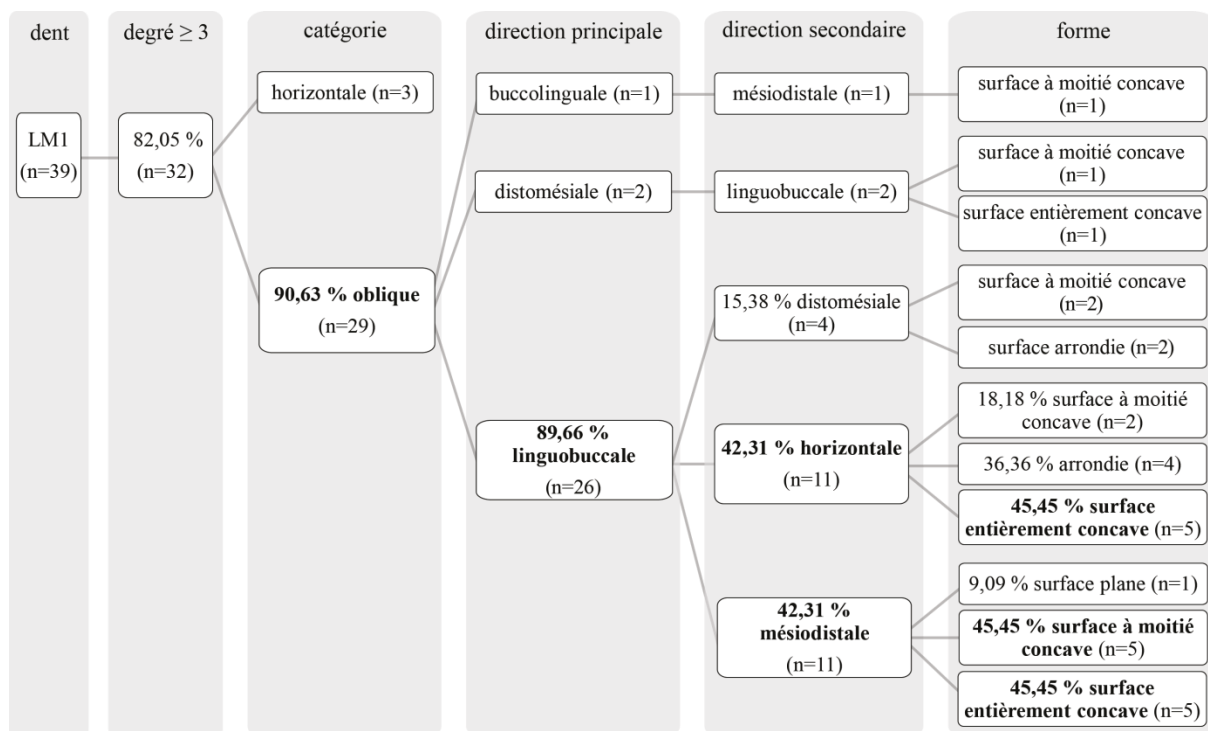 dent
degré ≥ 3
catégorie
direction principale
direction secondaire
forme
LM1
(n=39)
82,05 %
(n=32)
horizontale (n=3)
90,63 % oblique
(n=29)
buccolinguale (n=1)
distomésiale (n=2)
89,66 %
linguobuccale
(n=26)
mésiodistale (n=1)
linguobuccale (n=2)
15,38 % distomésiale
(n=4)
42,31 % horizontale
(n=11)
42,31 %
mésiodistale
(n=11)
surface à moitié concave
(n=1)
surface à moitié concave
(n=1)
surface entièrement concave
(n=1)
surface à moitié concave
(n=2)
surface arrondie (n=2)
18,18 % surface à moitié
concave (n=2)
36,36 % arrondie (n=4)
45,45 % surface
entièrement concave (n=5)
9,09 % surface plane (n=1)
45,45 % surface à moitié
concave (n=5)
45,45 % surface
entièrement concave (n=5)